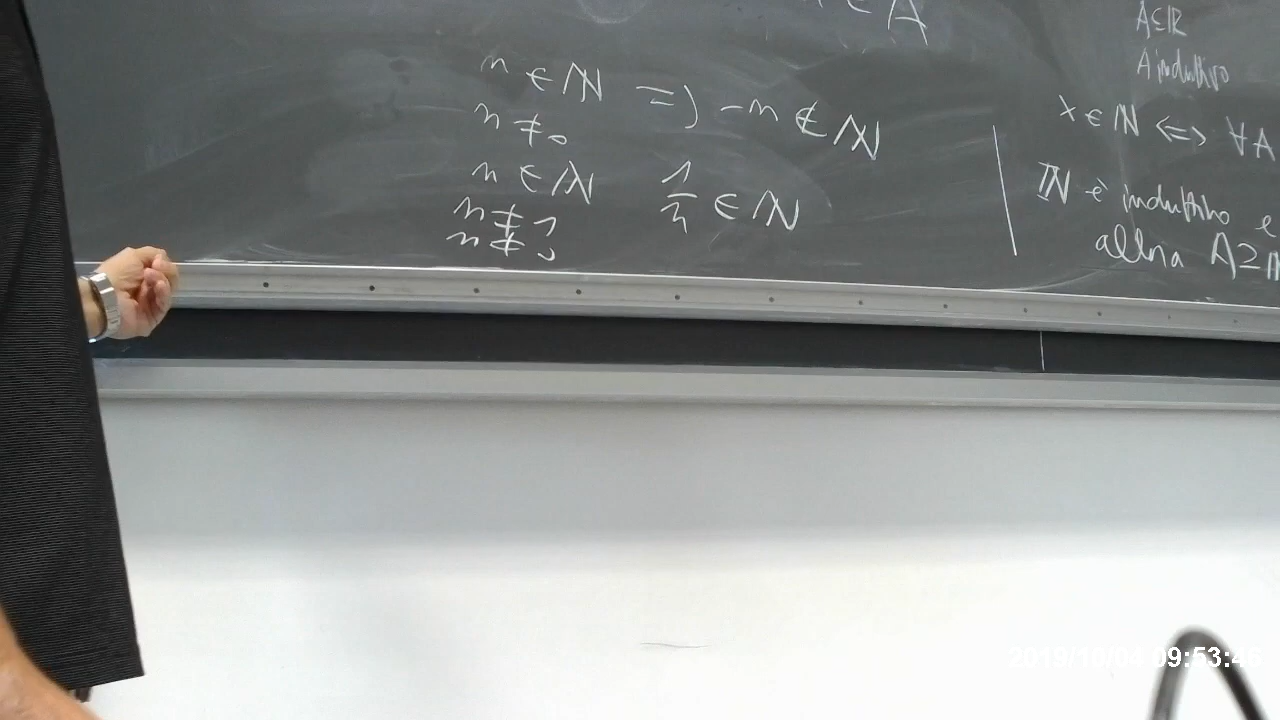 ∈ A
n ∈ ℕ ⇒ -n ∉ ℕ
n ≠ 0
n ∈ ℕ 1/n ∈ ℕ
n ≠
n ≠
A ⊆ ℝ
A induttivo
x ∈ ℕ ⟺ ∀A
ℕ è induttivo e
allora A ⊇
2019/10/04 09:53:46